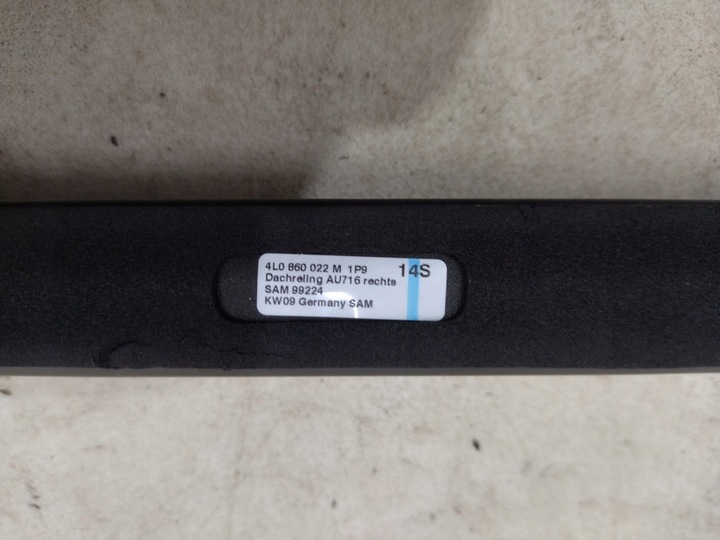 4L0 860 022 M 1P9 14S
Dachreling AU716 rechts
SAM 99224
KW09 Germany SAM